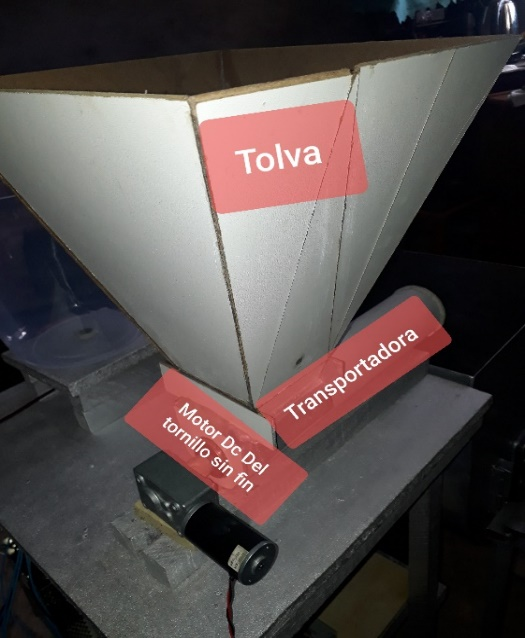 Tolva
Transportadora
Motor Dc Del
tornillo sin fin